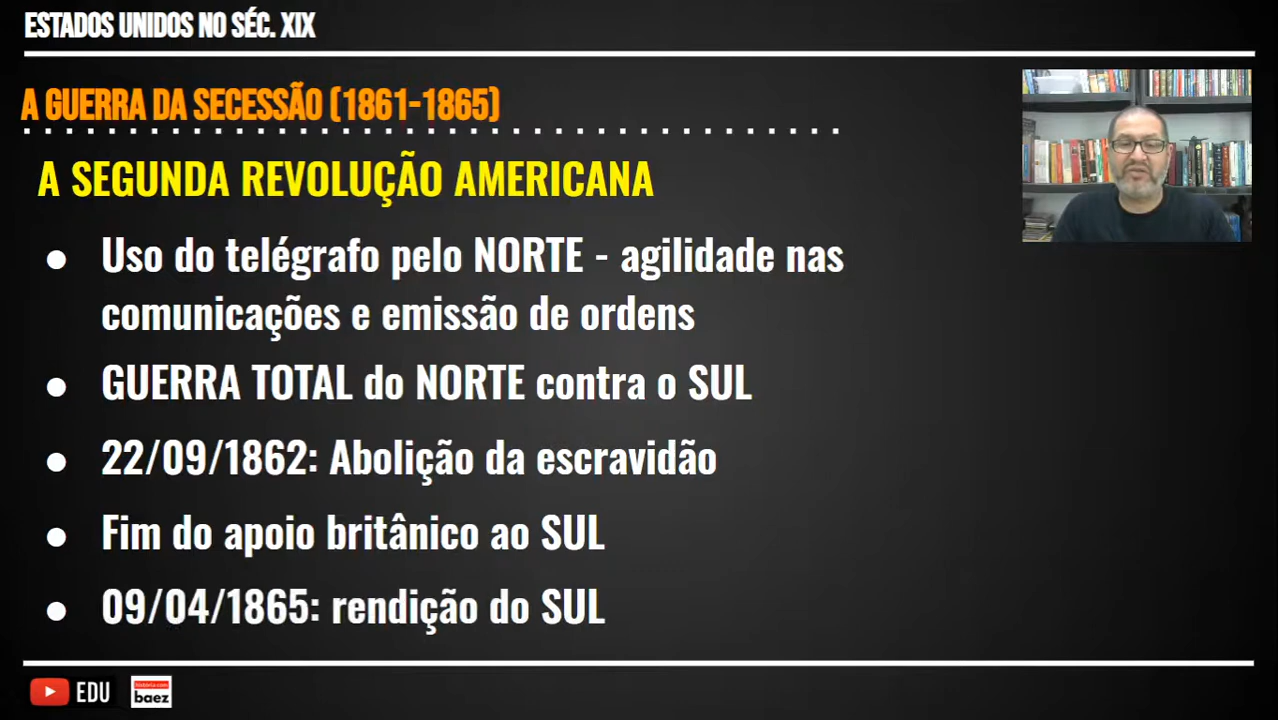 ESTADOS UNIDOS NO SÉC. XIX
A GUERRA DA SECESSÃO (1861-1865)
A SEGUNDA REVOLUÇÃO AMERICANA
● Uso do telégrafo pelo NORTE - agilidade nas
comunicações e emissão de ordens
● GUERRA TOTAL do NORTE contra o SUL
● 22/09/1862: Abolição da escravidão
● Fim do apoio britânico ao SUL
● 09/04/1865: rendição do SUL
EDU
história com
baez